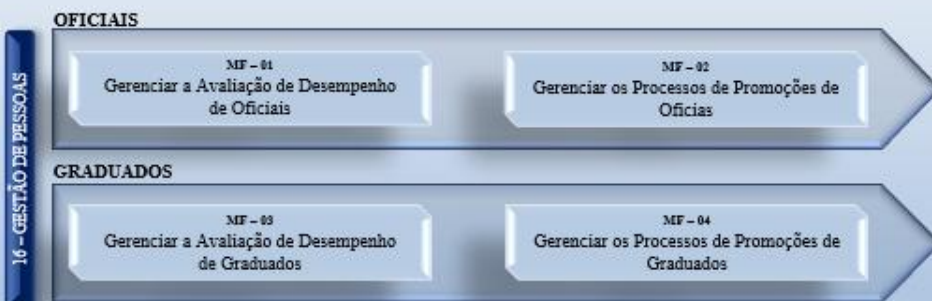 OFICIAIS
16 – GESTÃO DE PESSOAS
MF – 01
Gerenciar a Avaliação de Desempenho
de Oficiais
MF – 02
Gerenciar os Processos de Promoções de
Oficias
GRADUADOS
MF – 03
Gerenciar a Avaliação de Desempenho
de Graduados
MF – 04
Gerenciar os Processos de Promoções de
Graduados